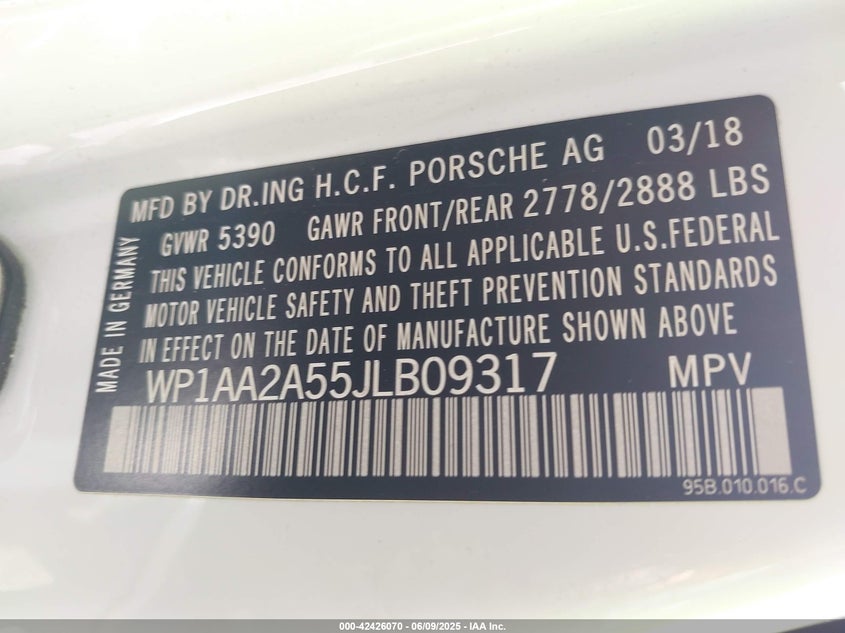 MFD BY DR.ING H.C.F. PORSCHE AG 03/18
GVWR 5390 GAWR FRONT/REAR 2778/2888 LBS
THIS VEHICLE CONFORMS TO ALL APPLICABLE U.S.FEDERAL
MOTOR VEHICLE SAFETY AND THEFT PREVENTION STANDARDS
IN EFFECT ON THE DATE OF MANUFACTURE SHOWN ABOVE
MADE IN GERMANY
WP1AA2A55JLB09317 MPV
95B.010.016.C
000-42426070 - 06/09/2025 - IAA Inc.